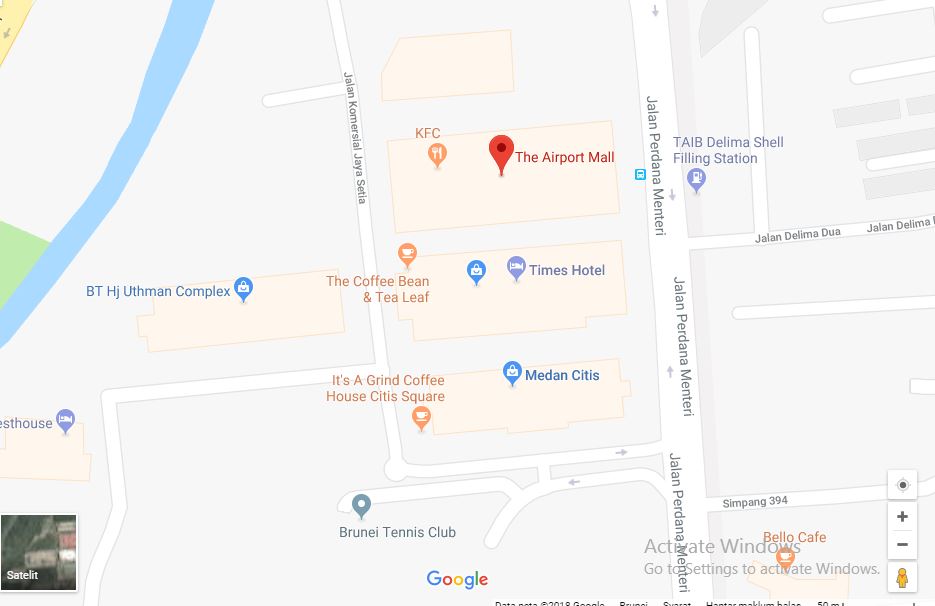 Jalan Komersial Jaya Setia
KFC
The Airport Mall
Jalan Perdana Menteri
TAIB Delima Shell
Filling Station
Jalan Delima Dua
Jalan Delima
The Coffee Bean
& Tea Leaf
Times Hotel
BT Hj Uthman Complex
Jalan Perdana Menteri
It's A Grind Coffee
House Citis Square
Medan Citis
esthouse
Jalan Perdana Menteri
Simpang 394
Brunei Tennis Club
Bello Cafe
Activate Windows
Go to Settings to activate Windows.
Satelit
Google
Data peta ©2018 Google
Brunei
Syarat
Hantar maklum balas
50 m